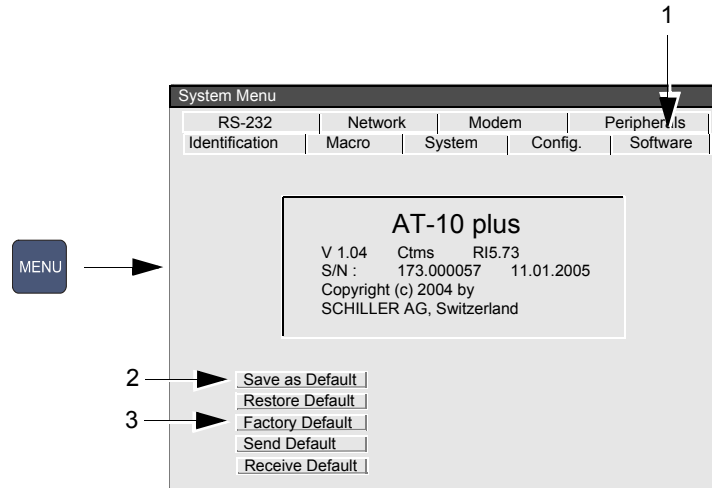 1
System Menu
RS-232 Network Modem Peripherals
Identification Macro System Config. Software
AT-10 plus
V 1.04 Ctms RI5.73
S/N : 173.000057 11.01.2005
Copyright (c) 2004 by
SCHILLER AG, Switzerland
MENU
2
Save as Default
Restore Default
3
Factory Default
Send Default
Receive Default